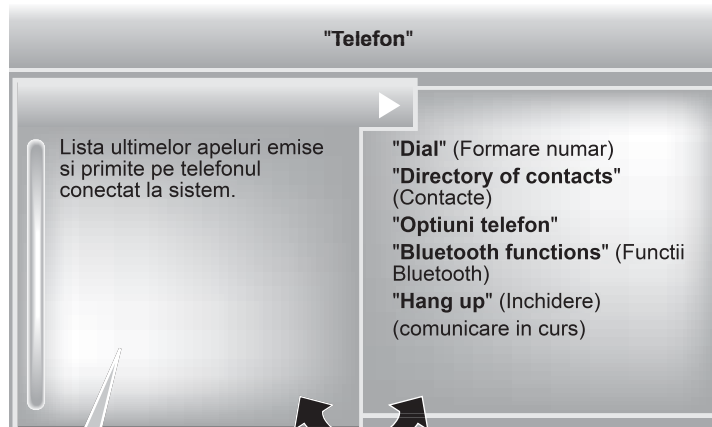 "Telefon"
Lista ultimelor apeluri emise
si primite pe telefonul
conectat la sistem.
"Dial" (Formare numar)
"Directory of contacts"
(Contacte)
"Optiuni telefon"
"Bluetooth functions" (Functii
Bluetooth)
"Hang up" (Inchidere)
(comunicare in curs)